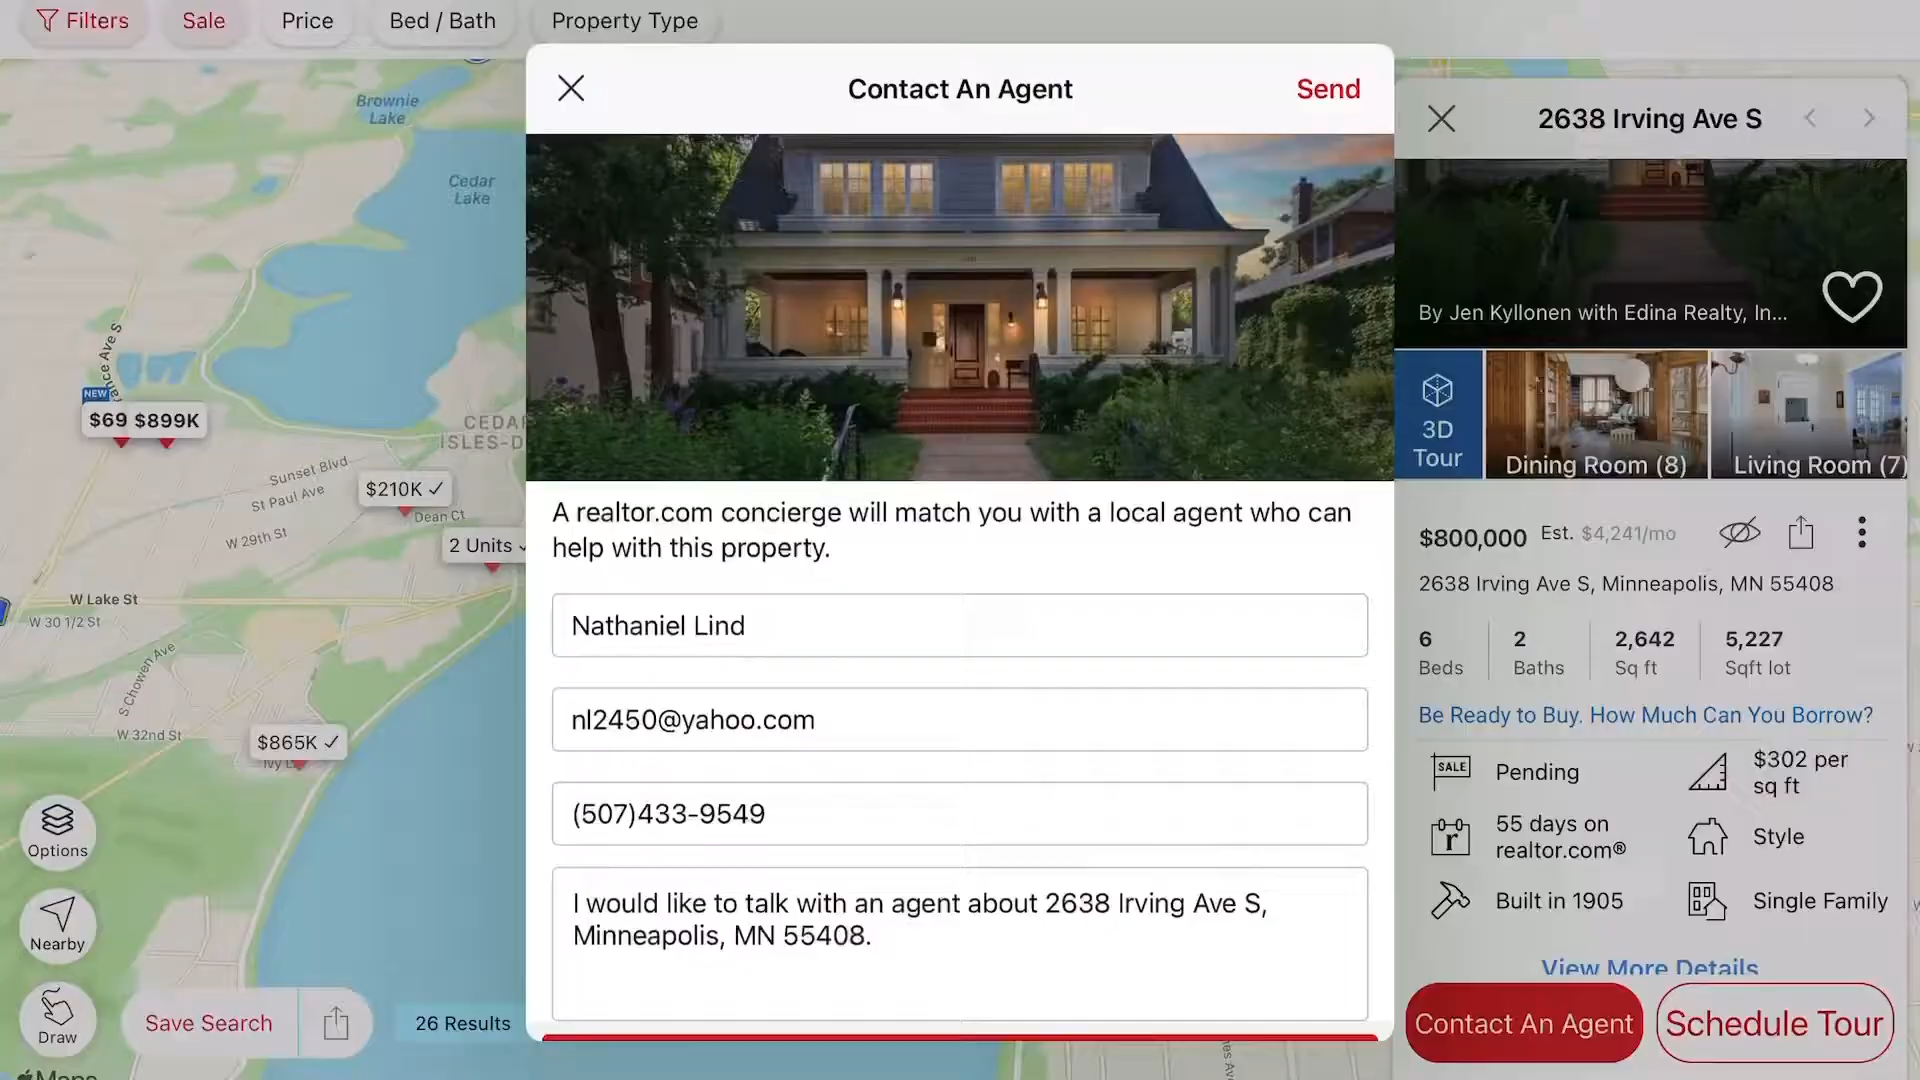 Filters
Sale
Price
Bed / Bath
Property Type
Brownie
Lake
Cedar
Lake
NEW
$69 $899K
CEDAR
ISLES-D
Sunset Blvd
St Paul Ave
$210K ✓
Dean Ct
W 29th St
2 Units
W Lake St
W 30 1/2 St
S Chowen Ave
W 32nd St
$865K ✓
Options
Nearby
Draw
Save Search
26 Results
Maps
Contact An Agent
Send
A realtor.com concierge will match you with a local agent who can
help with this property.
Nathaniel Lind
nl2450@yahoo.com
(507)433-9549
I would like to talk with an agent about 2638 Irving Ave S,
Minneapolis, MN 55408.
2638 Irving Ave S
By Jen Kyllonen with Edina Realty, In...
3D
Tour
Dining Room (8)
Living Room (7)
$800,000 Est. $4,241/mo
2638 Irving Ave S, Minneapolis, MN 55408
6
Beds
2
Baths
2,642
Sq ft
5,227
Sqft lot
Be Ready to Buy. How Much Can You Borrow?
SALE
Pending
$302 per
sq ft
r
55 days on
realtor.com®
Style
Built in 1905
Single Family
View More Details
Contact An Agent
Schedule Tour